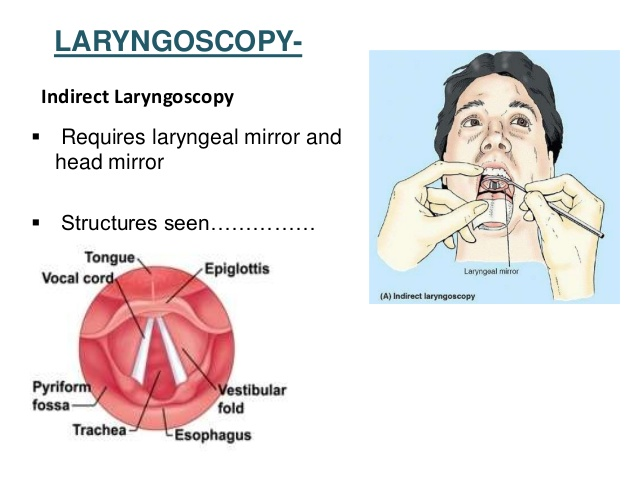 LARYNGOSCOPY-
Indirect Laryngoscopy
▪ Requires laryngeal mirror and
head mirror
▪ Structures seen……………
Tongue
Vocal cord
Epiglottis
Pyriform
fossa
Vestibular
fold
Trachea
Esophagus
Laryngeal mirror
(A) Indirect laryngoscopy